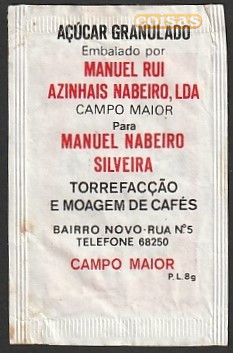 coisas
AÇÚCAR GRANULADO
Embalado por
MANUEL RUI
AZINHAIS NABEIRO, LDA
CAMPO MAIOR
Para
MANUEL NABEIRO
SILVEIRA
TORREFACÇÃO
E MOAGEM DE CAFÉS
BAIRRO NOVO-RUA Nº5
TELEFONE 68250
CAMPO MAIOR
P.L. 8g